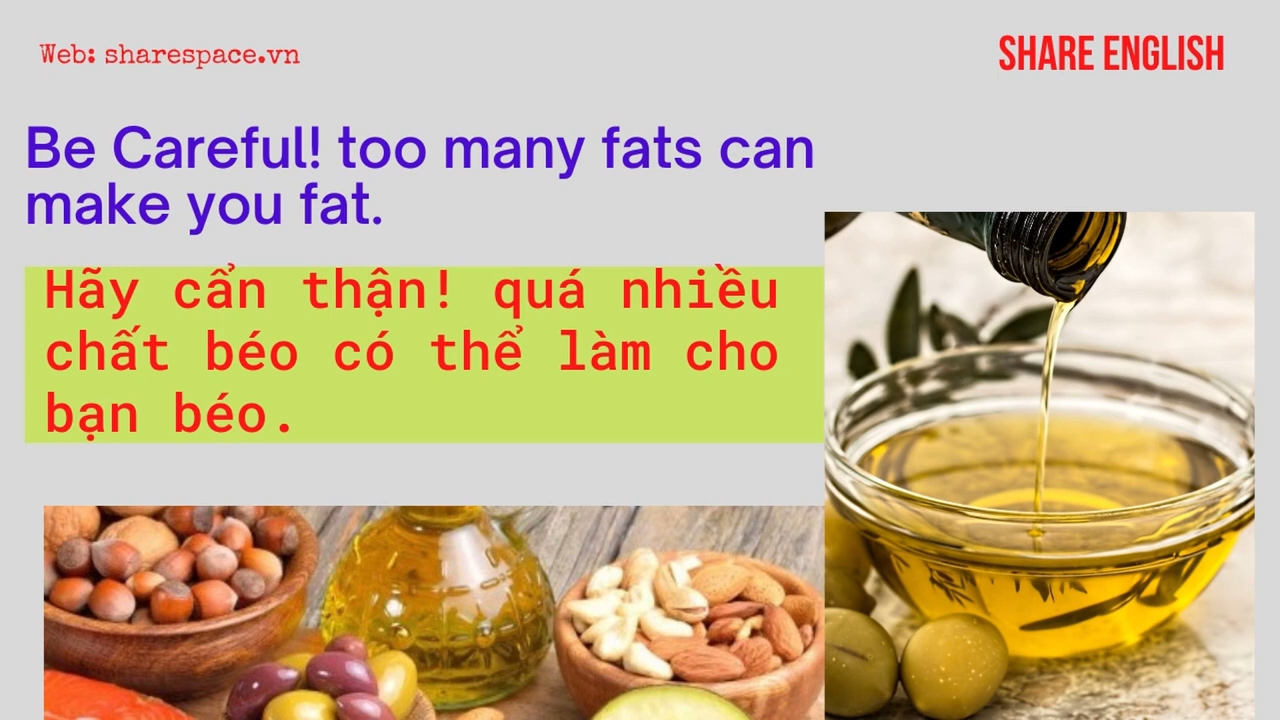 Web: sharespace.vn
SHARE ENGLISH
Be Careful! too many fats can
make you fat.
Hãy cẩn thận! quá nhiều
chất béo có thể làm cho
bạn béo.